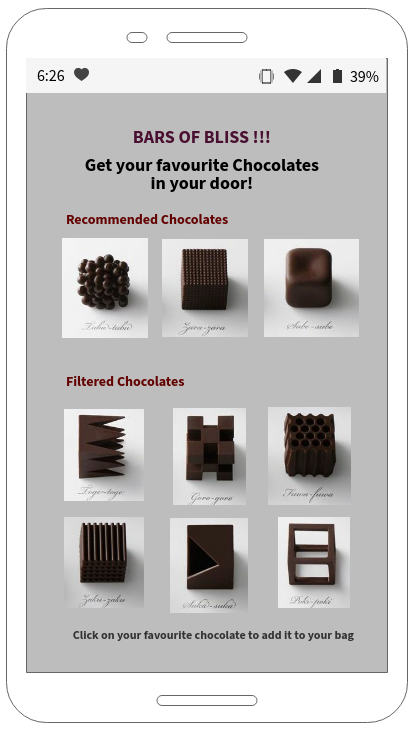 6:26 39%
BARS OF BLISS !!!
Get your favourite Chocolates
in your door!
Recommended Chocolates
Tubu-tubu Zara-zara Sube-sube
Filtered Chocolates
Toge-toge Goro-goro Fuwa-fuwa
Zaku-zaku Suka-suka Poki-poki
Click on your favourite chocolate to add it to your bag